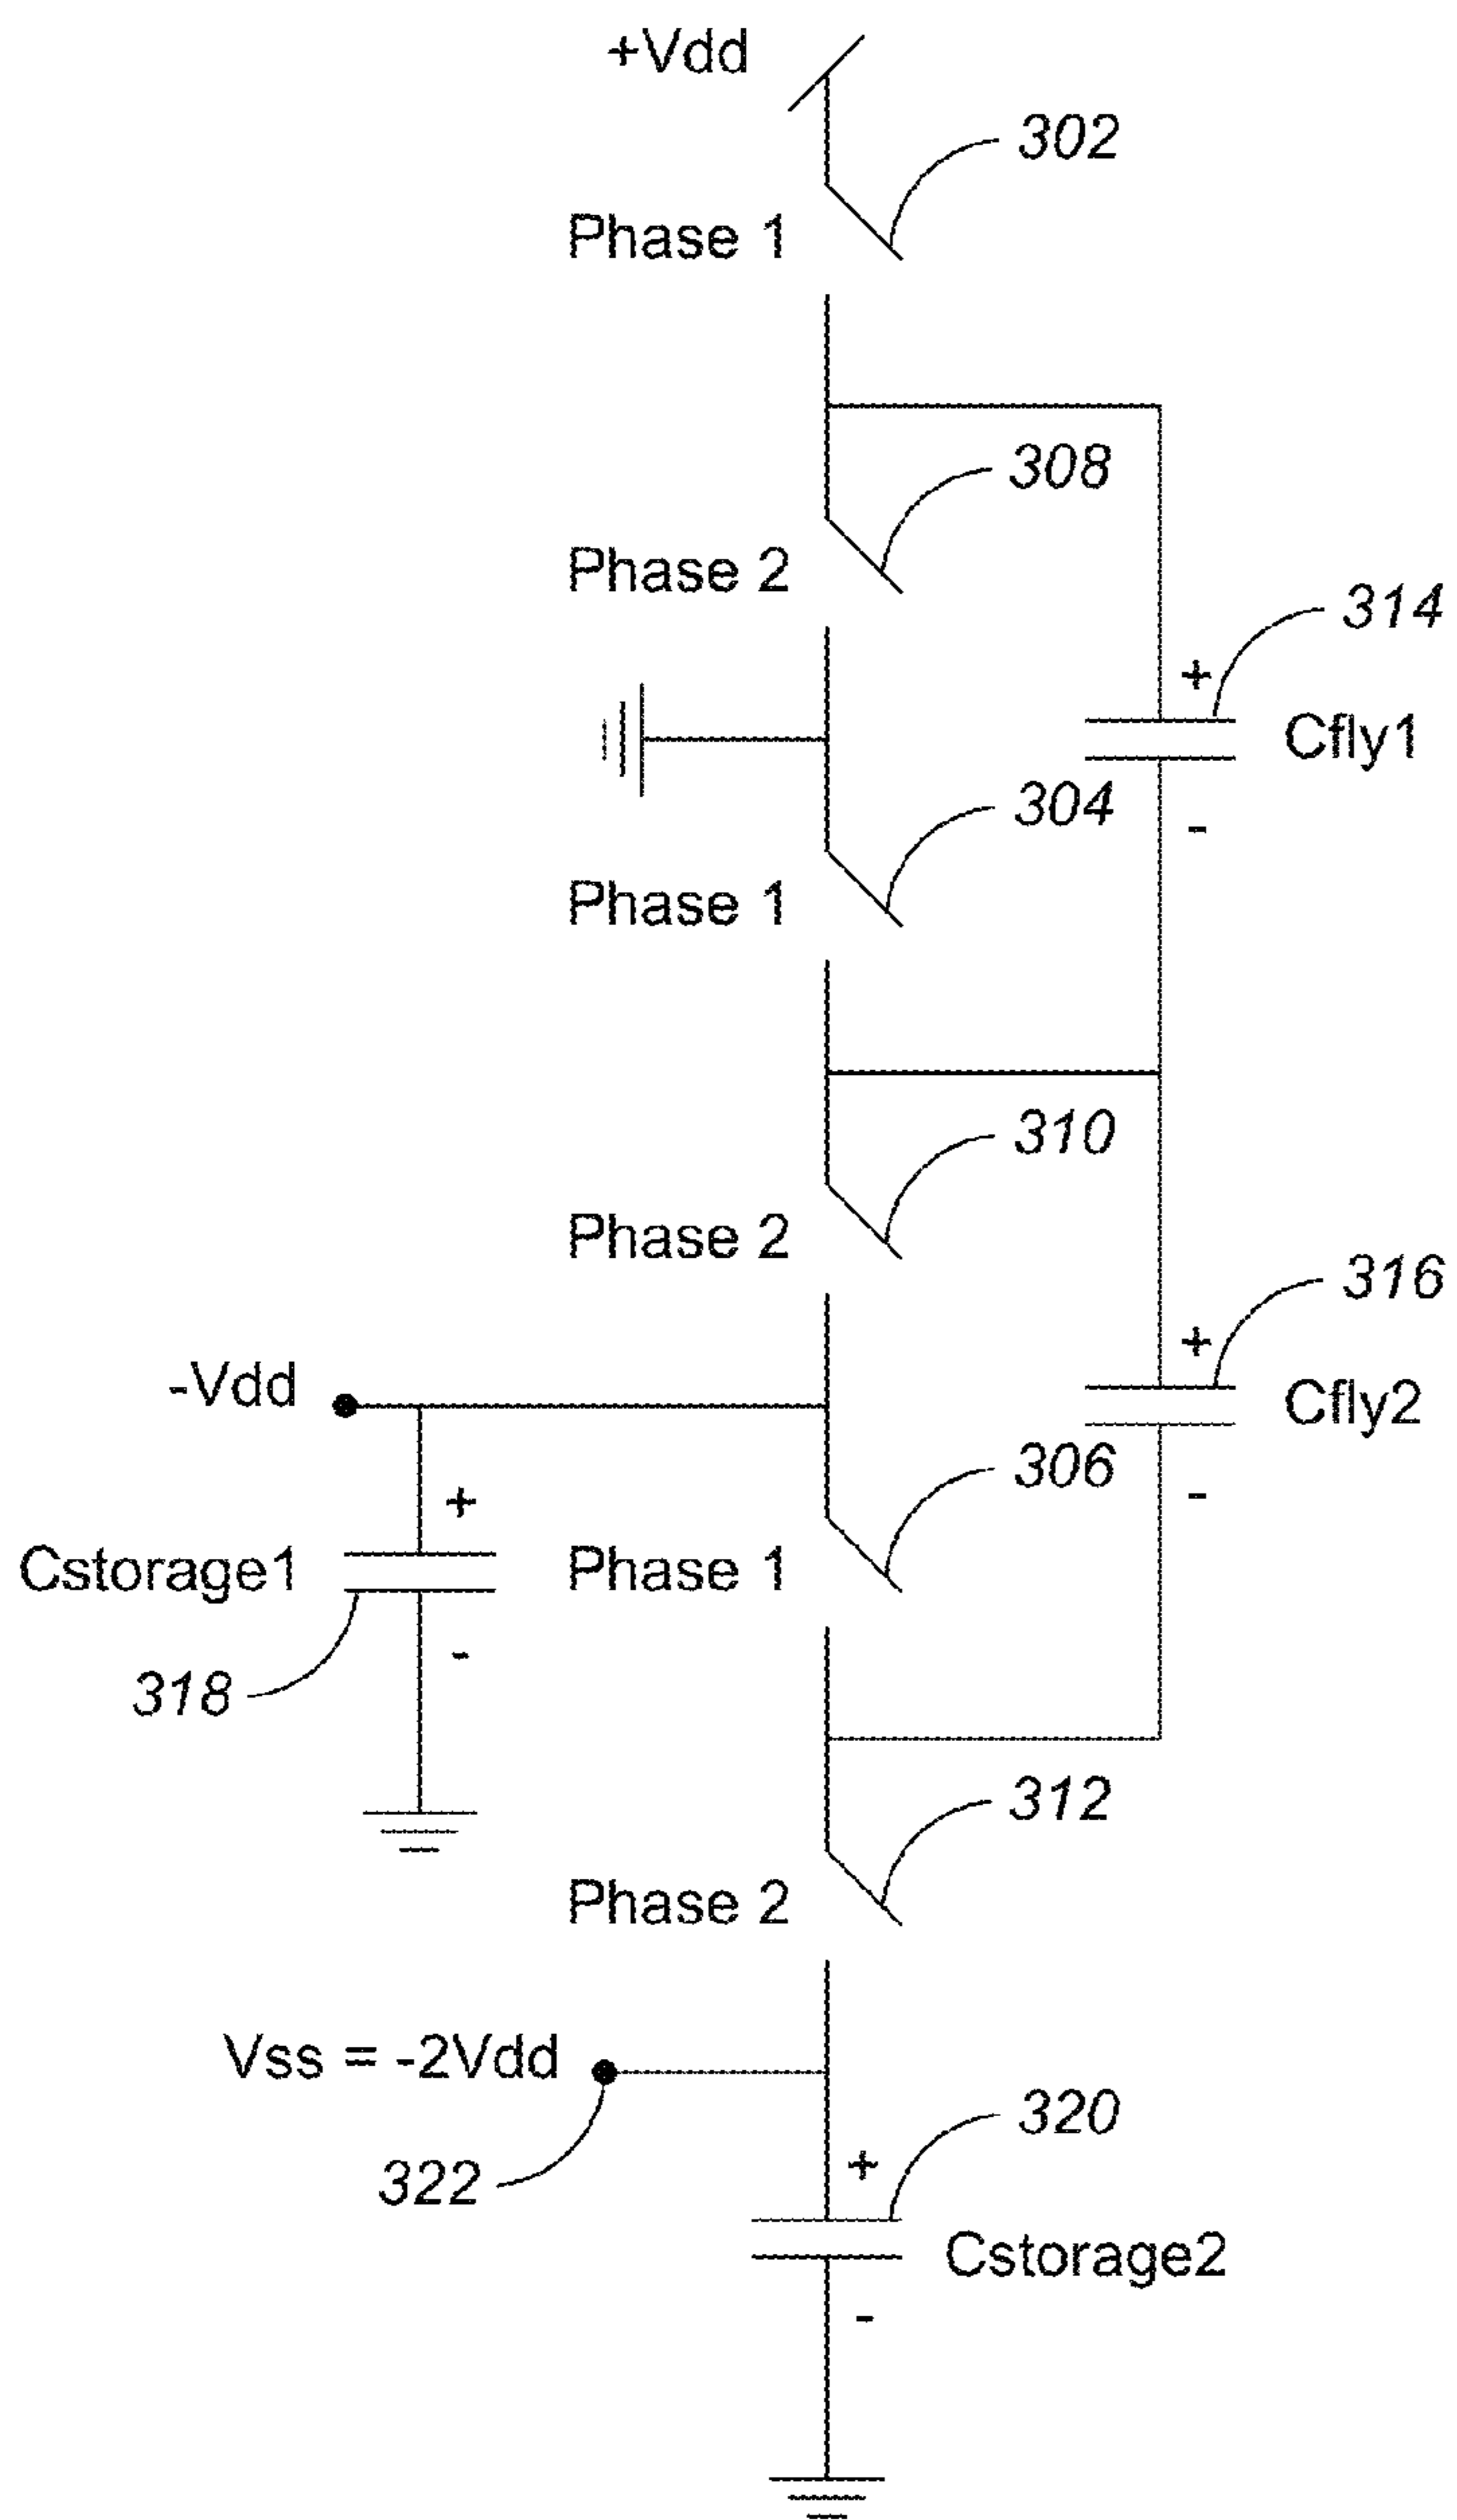 +Vdd
302
Phase 1
308
Phase 2
314
+
Cfly1
304
-
Phase 1
310
Phase 2
316
+
-Vdd
Cfly2
306
-
+
Cstorage1
Phase 1
-
318
312
Phase 2
Vss = -2Vdd
320
+
322
Cstorage2
-